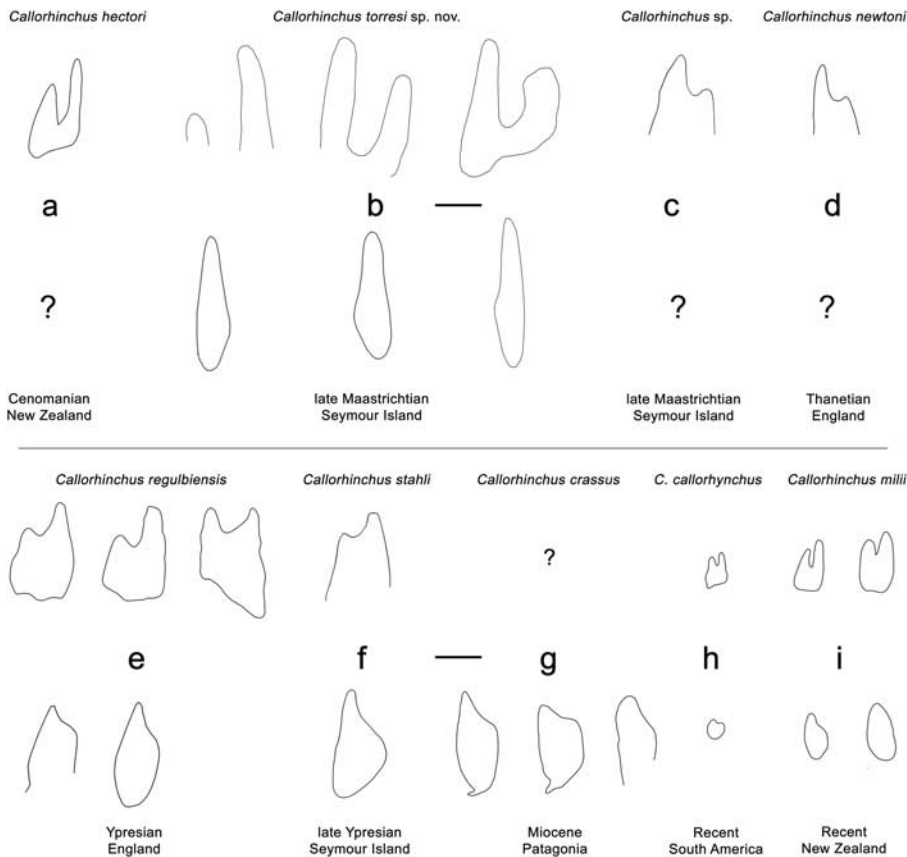 Callorhinchus hectori
Callorhinchus torresi sp. nov.
Callorhinchus sp.
Callorhinchus newtoni
a
b
c
d
?
?
?
Cenomanian
New Zealand
late Maastrichtian
Seymour Island
late Maastrichtian
Seymour Island
Thanetian
England
Callorhinchus regulbiensis
Callorhinchus stahli
Callorhinchus crassus
C. callorhynchus
Callorhinchus milii
?
e
f
g
h
i
Ypresian
England
late Ypresian
Seymour Island
Miocene
Patagonia
Recent
South America
Recent
New Zealand